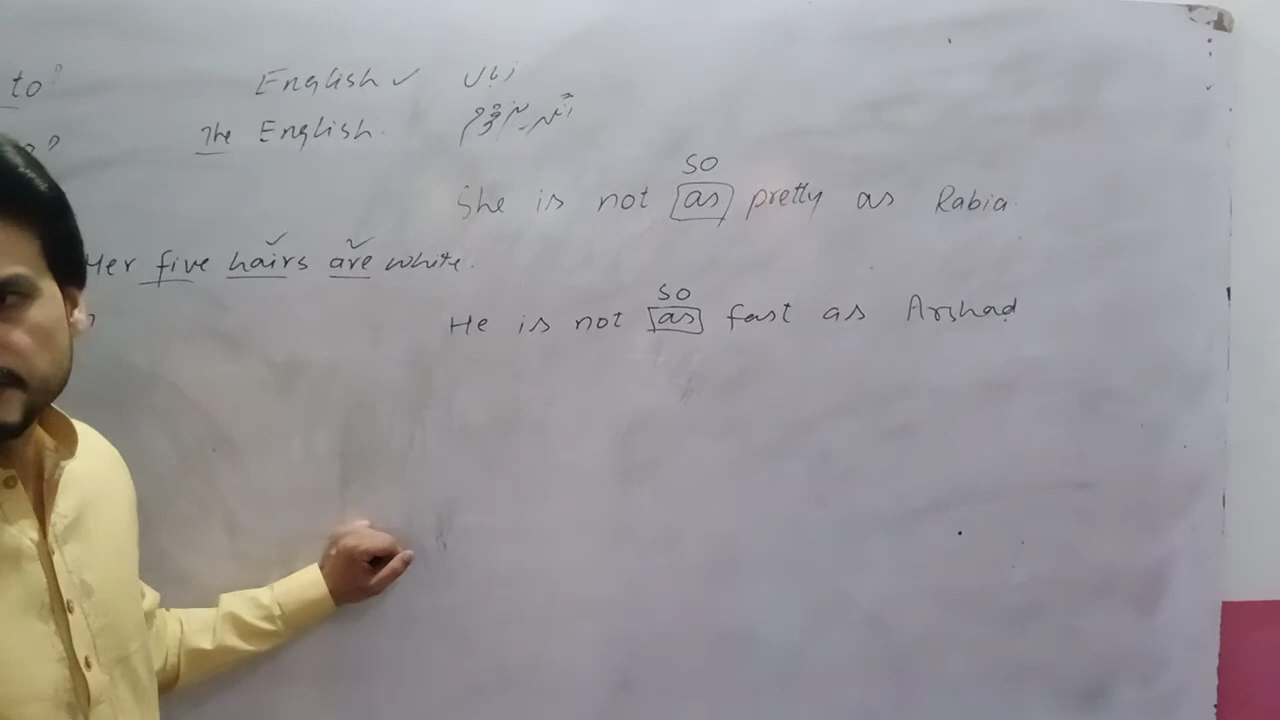 to?
English ✓ زبان
The English. انگریز قوم
so
She is not as pretty as Rabia.
Her five hairs are white.
so
He is not as fast as Arshad